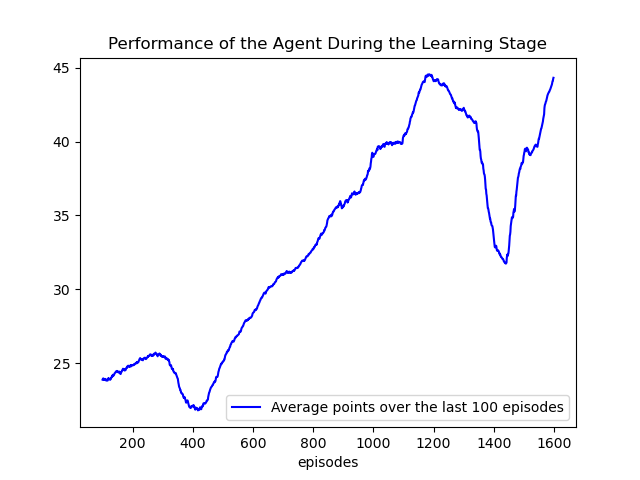 Performance of the Agent During the Learning Stage
45
40
35
30
25
Average points over the last 100 episodes
200 400 600 800 1000 1200 1400 1600
episodes